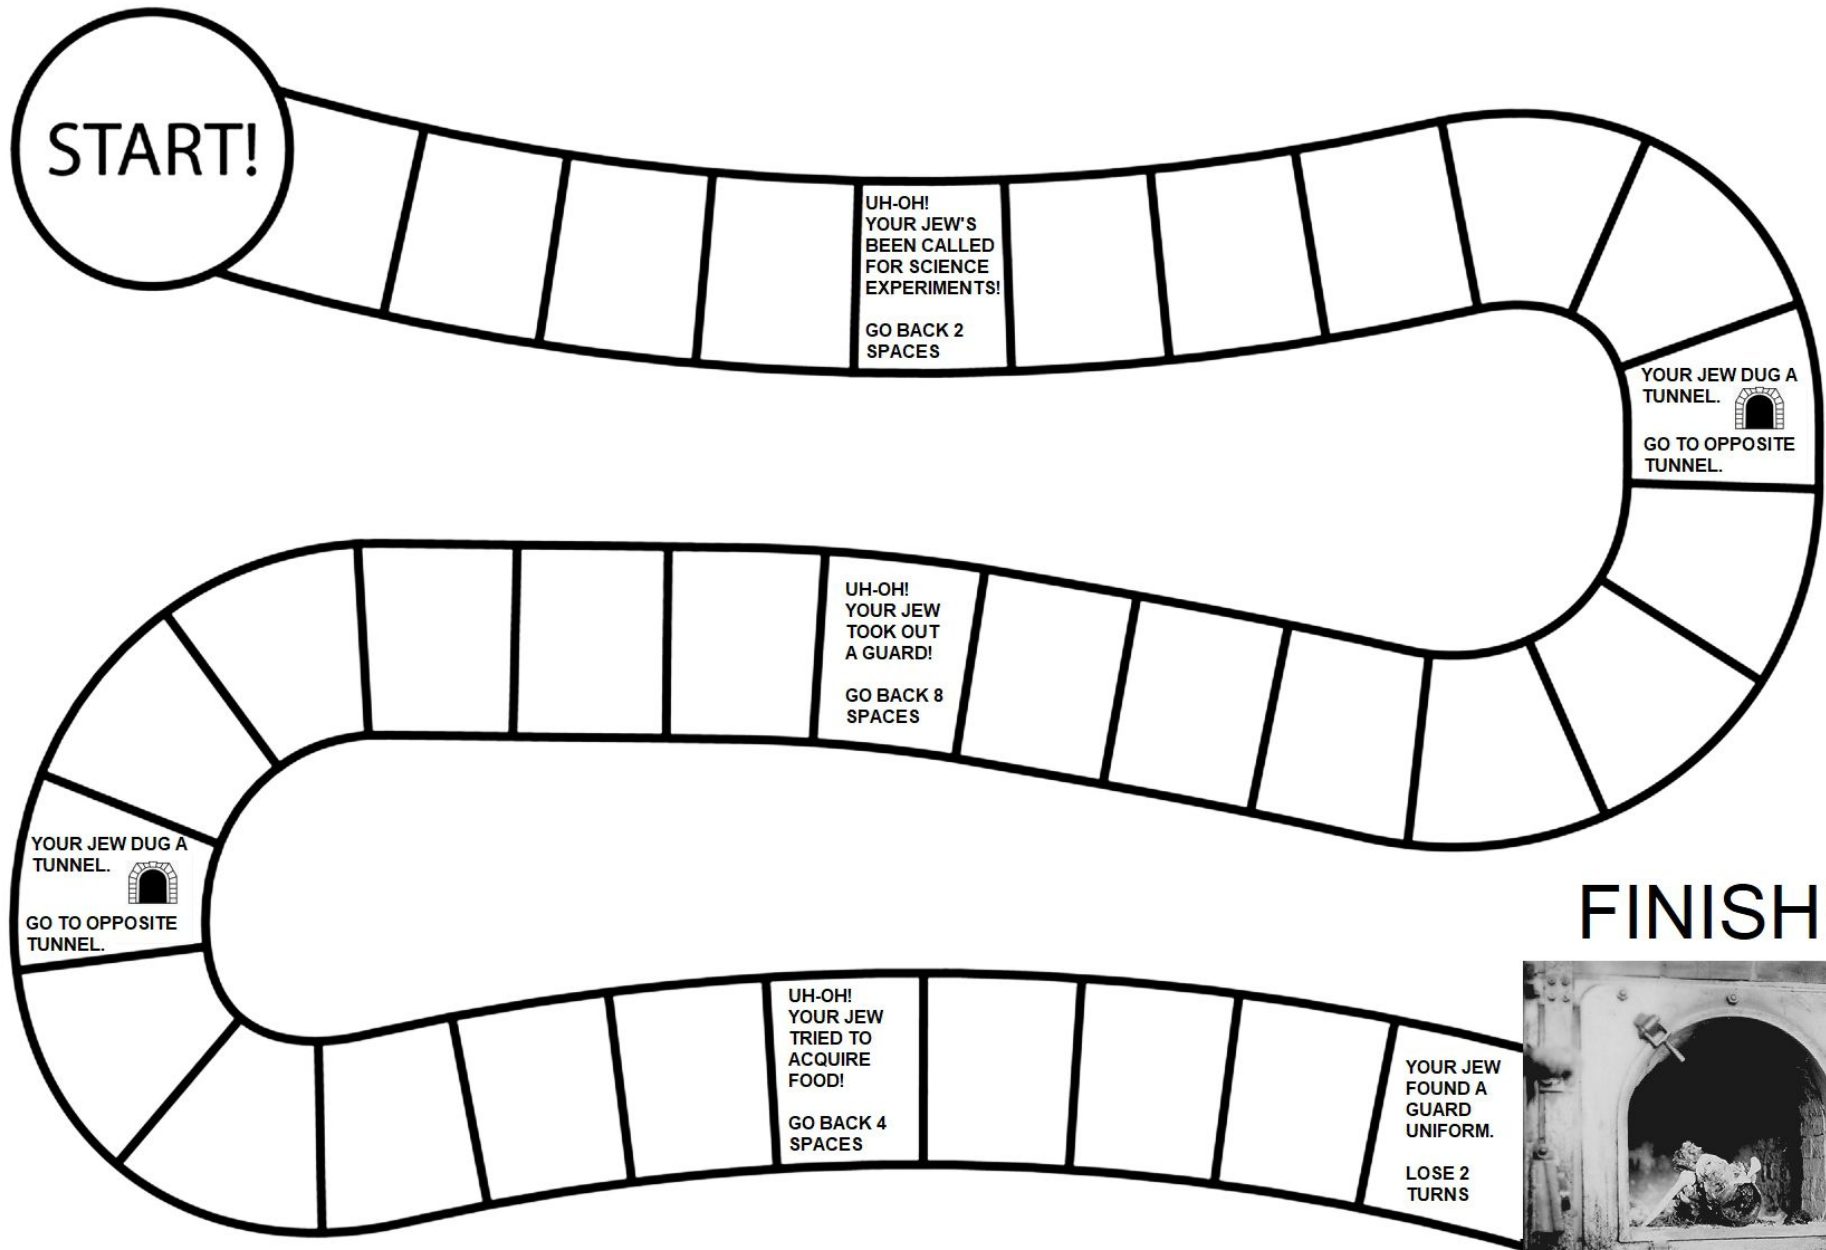 START!
UH-OH!
YOUR JEW'S
BEEN CALLED
FOR SCIENCE
EXPERIMENTS!
GO BACK 2
SPACES
YOUR JEW DUG A
TUNNEL.
GO TO OPPOSITE
TUNNEL.
UH-OH!
YOUR JEW
TOOK OUT
A GUARD!
GO BACK 8
SPACES
YOUR JEW DUG A
TUNNEL.
GO TO OPPOSITE
TUNNEL.
UH-OH!
YOUR JEW
TRIED TO
ACQUIRE
FOOD!
GO BACK 4
SPACES
YOUR JEW
FOUND A
GUARD
UNIFORM.
LOSE 2
TURNS
FINISH